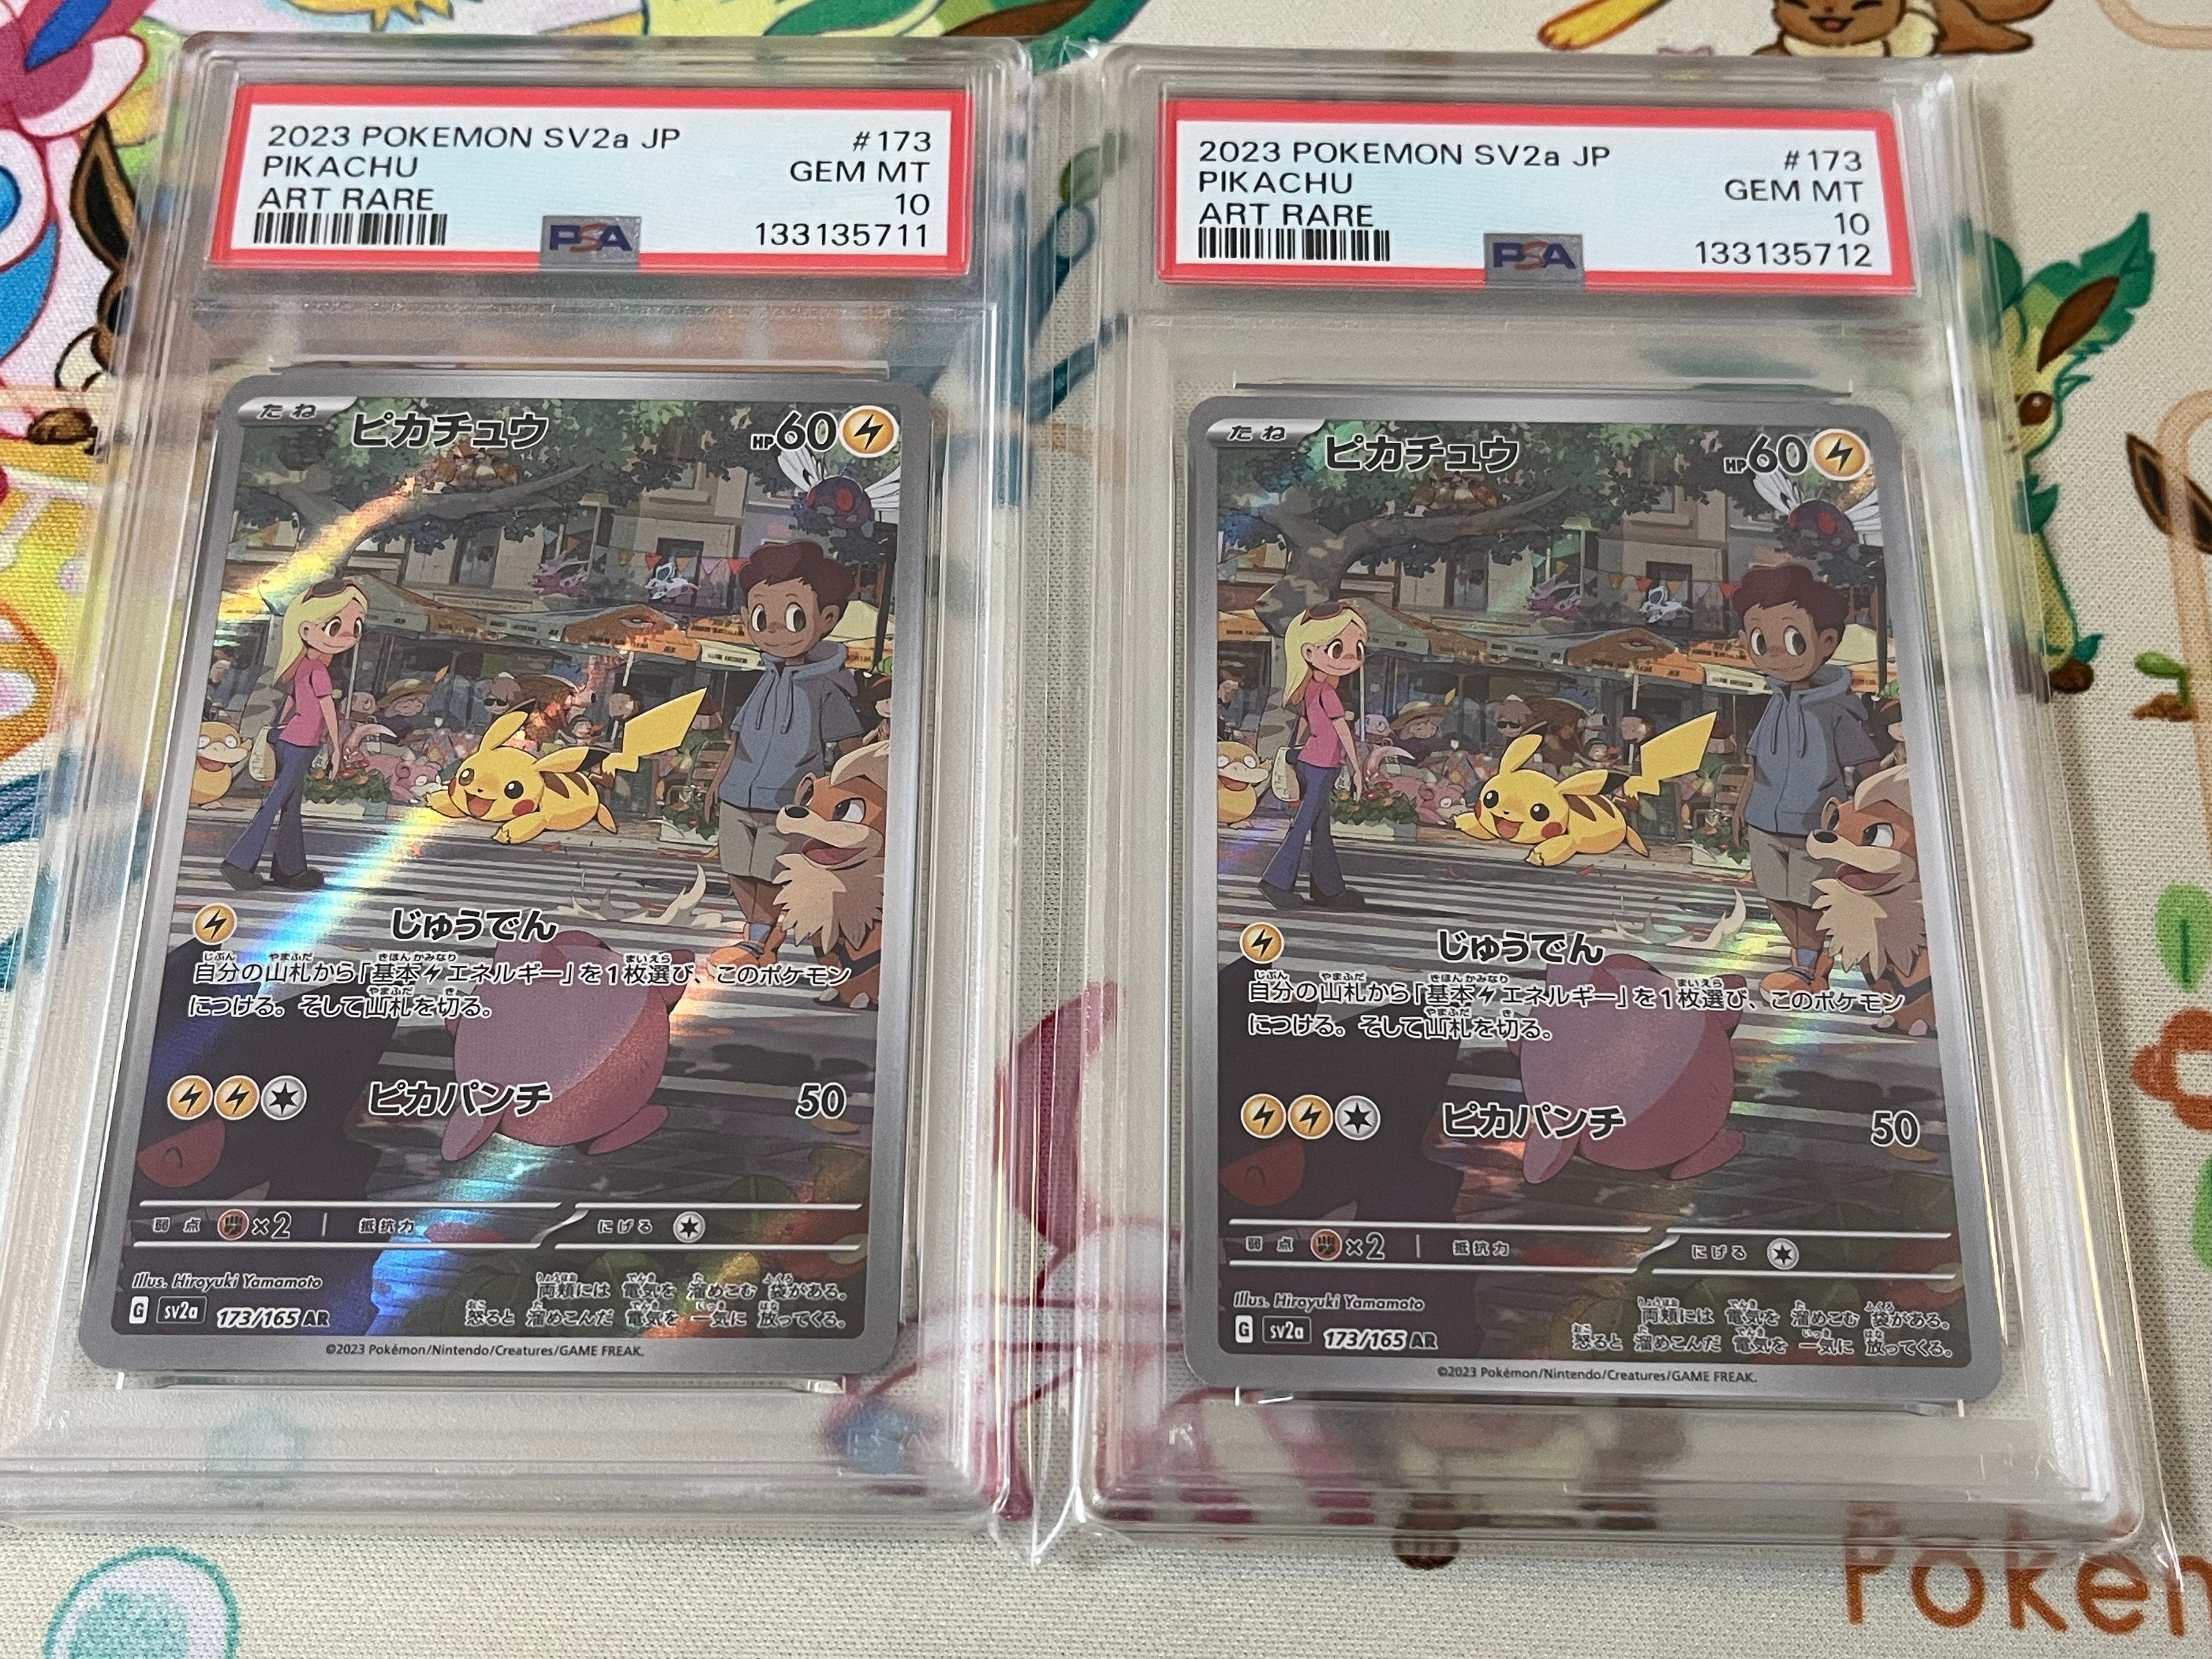 2023 POKEMON SV2a JP #173
PIKACHU GEM MT
ART RARE 10
PSA 133135711
たね ピカチュウ HP60
じゅうでん
自分の山札から「基本エネルギー」を1枚選び、このポケモン
につける。そして山札を切る。
ピカパンチ 50
弱点 ×2 抵抗力 にげる
Illus. Hiroyuki Yamamoto
両頬には 電気を 溜めこむ 袋がある。
G sv2a 173/165 AR
怒ると 溜めこんだ 電気を 一気に 放ってくる。
©2023 Pokémon/Nintendo/Creatures/GAME FREAK.
2023 POKEMON SV2a JP #173
PIKACHU GEM MT
ART RARE 10
PSA 133135712
たね ピカチュウ HP60
じゅうでん
自分の山札から「基本エネルギー」を1枚選び、このポケモン
につける。そして山札を切る。
ピカパンチ 50
弱点 ×2 抵抗力 にげる
Illus. Hiroyuki Yamamoto
両頬には 電気を 溜めこむ 袋がある。
G sv2a 173/165 AR
怒ると 溜めこんだ 電気を 一気に 放ってくる。
©2023 Pokémon/Nintendo/Creatures/GAME FREAK.
Poken